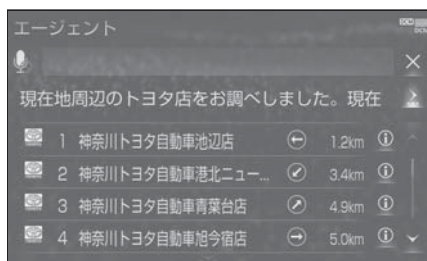 エージェント
DCM
現在地周辺のトヨタ店をお調べしました。現在
1 神奈川トヨタ自動車池辺店 1.2km
2 神奈川トヨタ自動車港北ニュー... 3.4km
3 神奈川トヨタ自動車青葉台店 4.9km
4 神奈川トヨタ自動車旭今宿店 5.0km